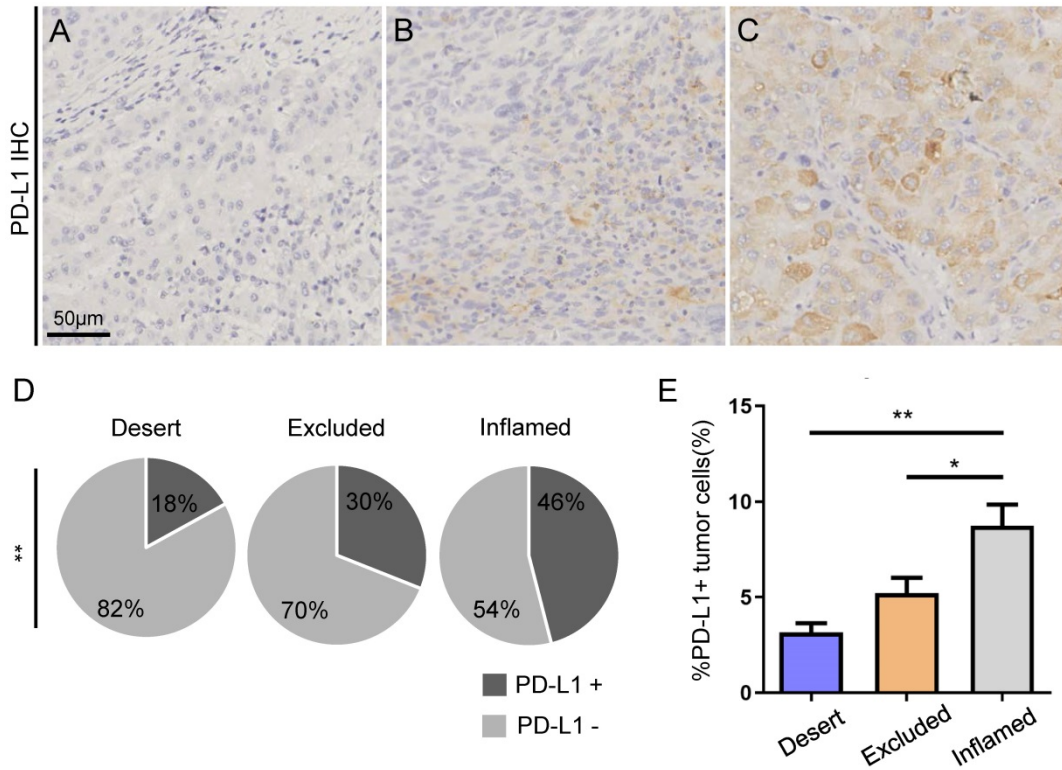 A
B
C
PD-L1 IHC
50μm
D
Desert
Excluded
Inflamed
**
18%
82%
30%
70%
46%
54%
PD-L1 +
PD-L1 -
E
%PD-L1+ tumor cells(%)
15
10
5
0
**
*
Desert
Excluded
Inflamed